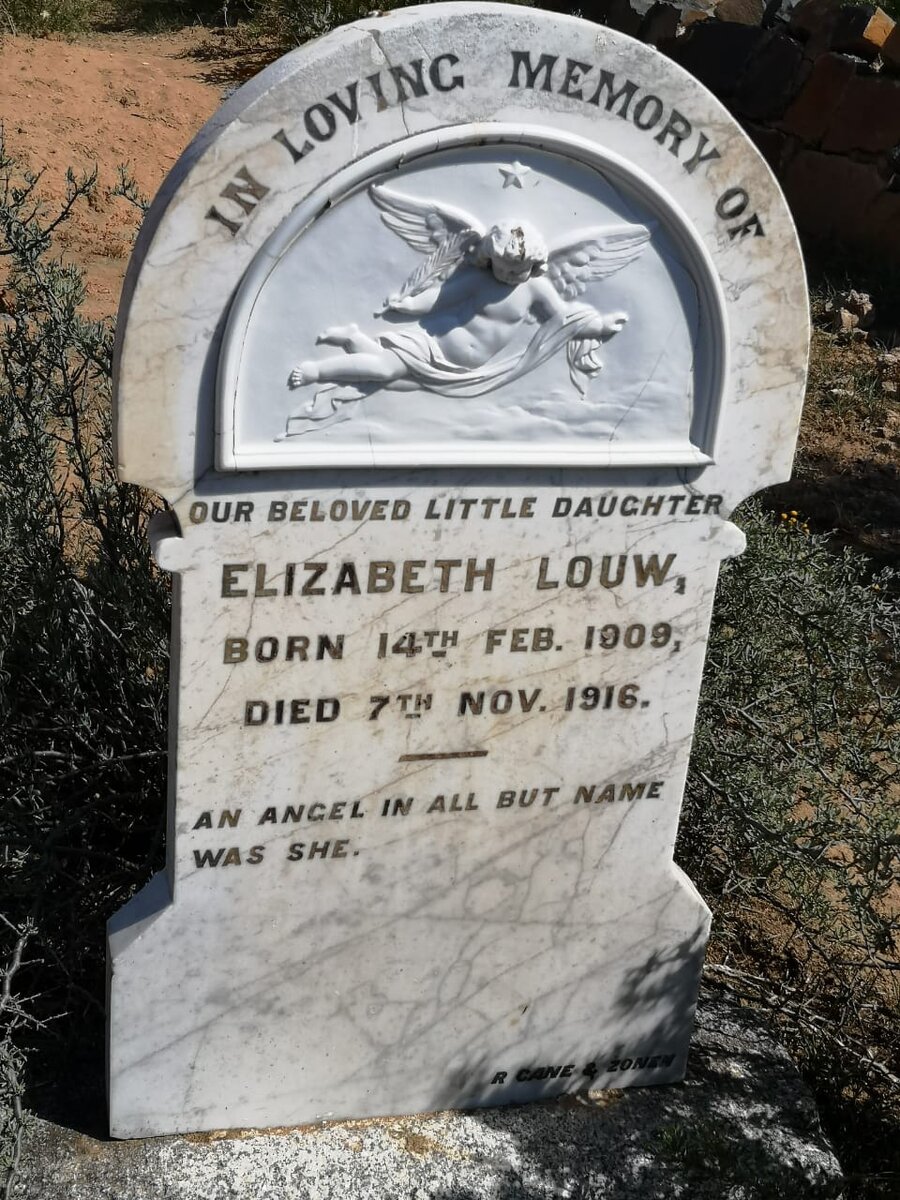 IN LOVING MEMORY OF
OUR BELOVED LITTLE DAUGHTER
ELIZABETH LOUW,
BORN 14TH FEB. 1909,
DIED 7TH NOV. 1916.
AN ANGEL IN ALL BUT NAME
WAS SHE.
R CANE & ZONEN